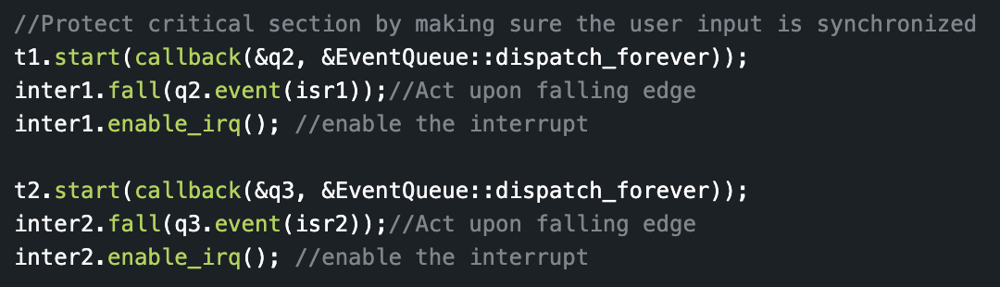 //Protect critical section by making sure the user input is synchronized
t1.start(callback(&q2, &EventQueue::dispatch_forever));
inter1.fall(q2.event(isr1));//Act upon falling edge
inter1.enable_irq(); //enable the interrupt
t2.start(callback(&q3, &EventQueue::dispatch_forever));
inter2.fall(q3.event(isr2));//Act upon falling edge
inter2.enable_irq(); //enable the interrupt